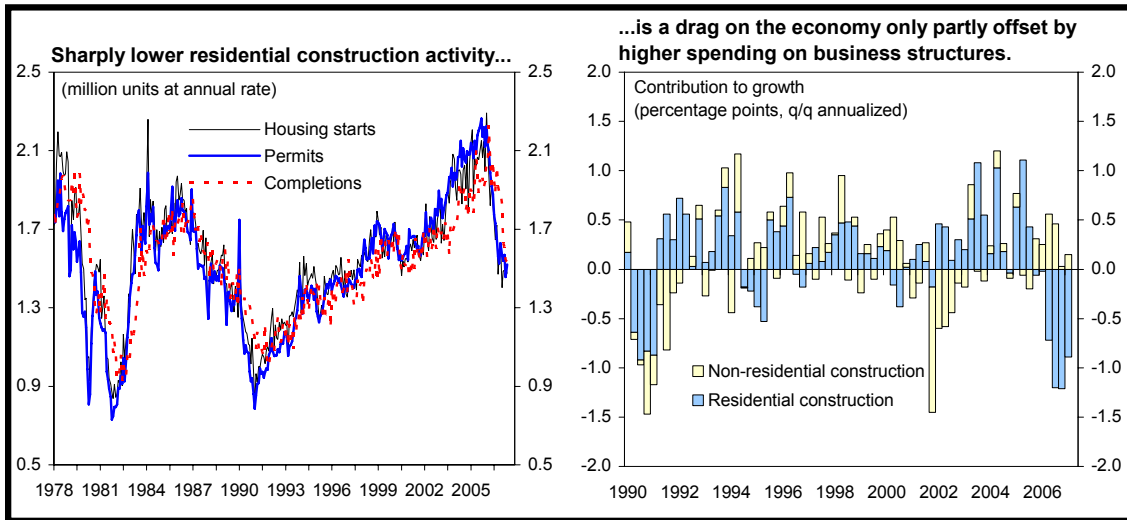 Sharply lower residential construction activity...
(million units at annual rate)
Housing starts
Permits
Completions
2.5
2.1
1.7
1.3
0.9
0.5
2.5
2.1
1.7
1.3
0.9
0.5
1978 1981 1984 1987 1990 1993 1996 1999 2002 2005
...is a drag on the economy only partly offset by
higher spending on business structures.
Contribution to growth
(percentage points, q/q annualized)
Non-residential construction
Residential construction
2.0
1.5
1.0
0.5
0.0
-0.5
-1.0
-1.5
-2.0
2.0
1.5
1.0
0.5
0.0
-0.5
-1.0
-1.5
-2.0
1990 1992 1994 1996 1998 2000 2002 2004 2006